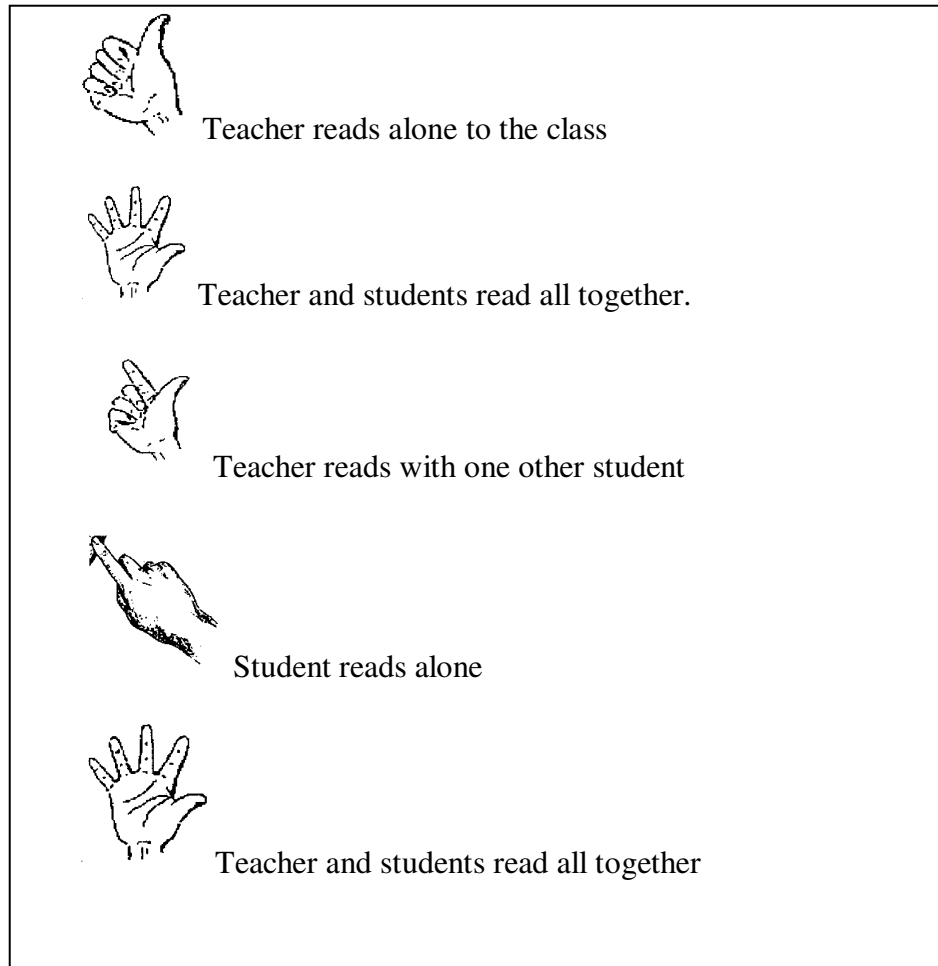 Teacher reads alone to the class
Teacher and students read all together.
Teacher reads with one other student
Student reads alone
Teacher and students read all together